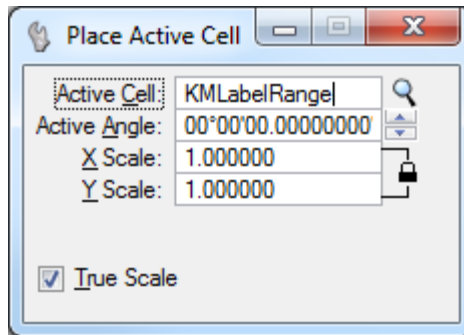 Place Active Cell
Active Cell: KMLabelRange
Active Angle: 00°00'00.00000000'
X Scale: 1.000000
Y Scale: 1.000000
True Scale